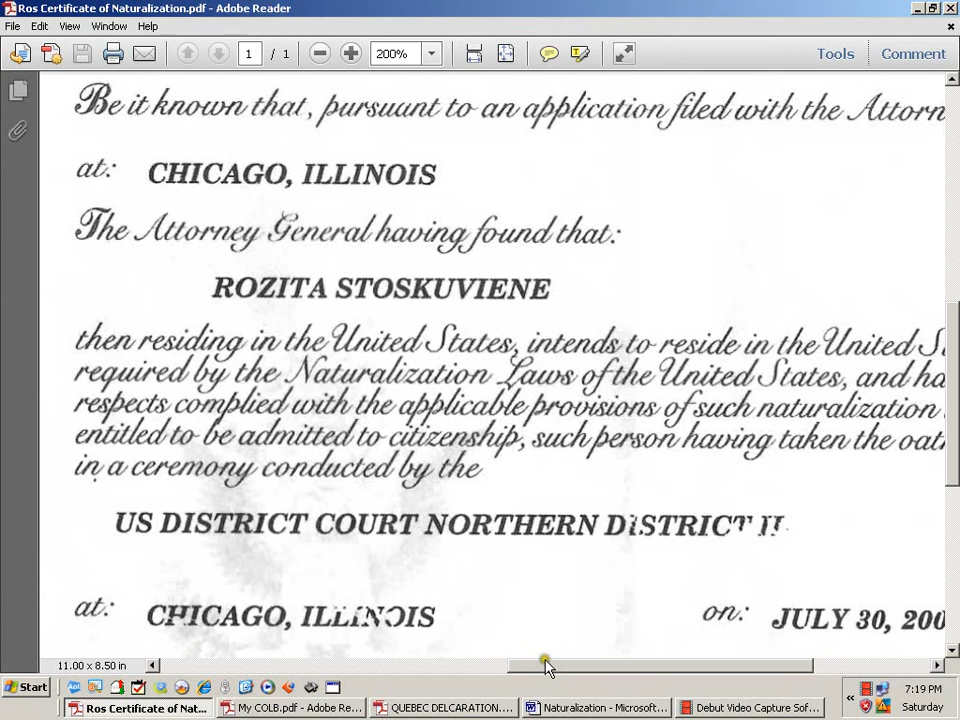 Ros Certificate of Naturalization.pdf - Adobe Reader
File Edit View Window Help
1 / 1 200% Tools Comment
Be it known that, pursuant to an application filed with the Attorn
at: CHICAGO, ILLINOIS
The Attorney General having found that:
ROZITA STOSKUVIENE
then residing in the United States, intends to reside in the United S
required by the Naturalization Laws of the United States, and ha
respects complied with the applicable provisions of such naturalization
entitled to be admitted to citizenship, such person having taken the oat
in a ceremony conducted by the
US DISTRICT COURT NORTHERN DISTRICT
at: CHICAGO, ILLINOIS on: JULY 30, 200
11.00 x 8.50 in
Start 7:19 PM
Ros Certificate of Nat... My COLB.pdf - Adobe Re... QUEBEC DELCARATION.... Naturalization - Microsoft... Debut Video Capture Sof... Saturday